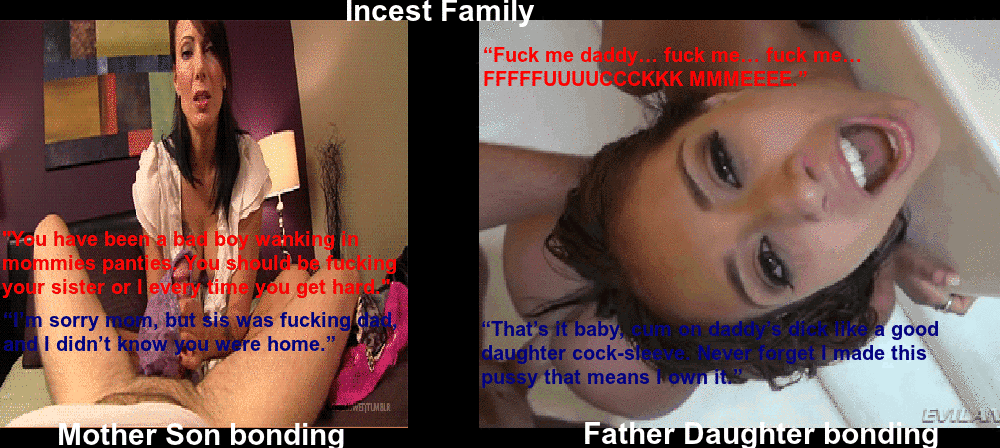 Incest Family
"You have been a bad boy wanking in
mommies panties. You should be fucking
your sister or I every time you get hard."
"I'm sorry mom, but sis was fucking dad,
and I didn't know you were home."
Mother Son bonding
“Fuck me daddy… fuck me… fuck me…
FFFFFUUUUCCCKKK MMMEEEE.”
“That's it baby, cum on daddy's dick like a good
daughter cock-sleeve. Never forget I made this
pussy that means I own it.”
EVILAN
Father Daughter bonding